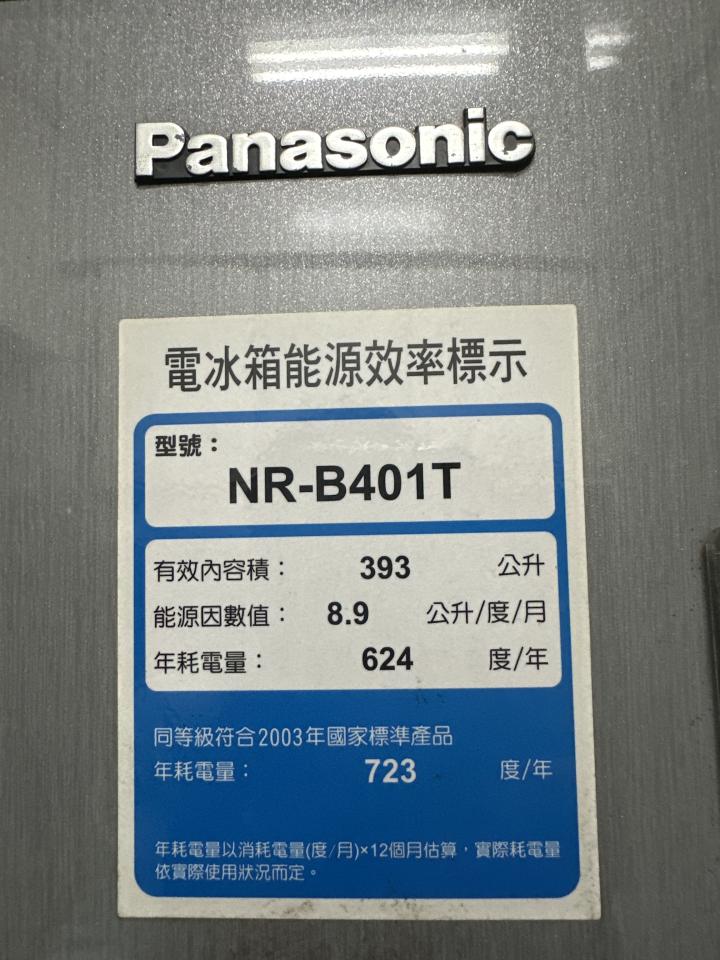 Panasonic
電冰箱能源效率標示
型號：
NR-B401T
有效內容積： 393 公升
能源因數值： 8.9 公升/度/月
年耗電量： 624 度/年
同等級符合2003年國家標準產品
年耗電量： 723 度/年
年耗電量以消耗電量(度/月)×12個月估算，實際耗電量
依實際使用狀況而定。